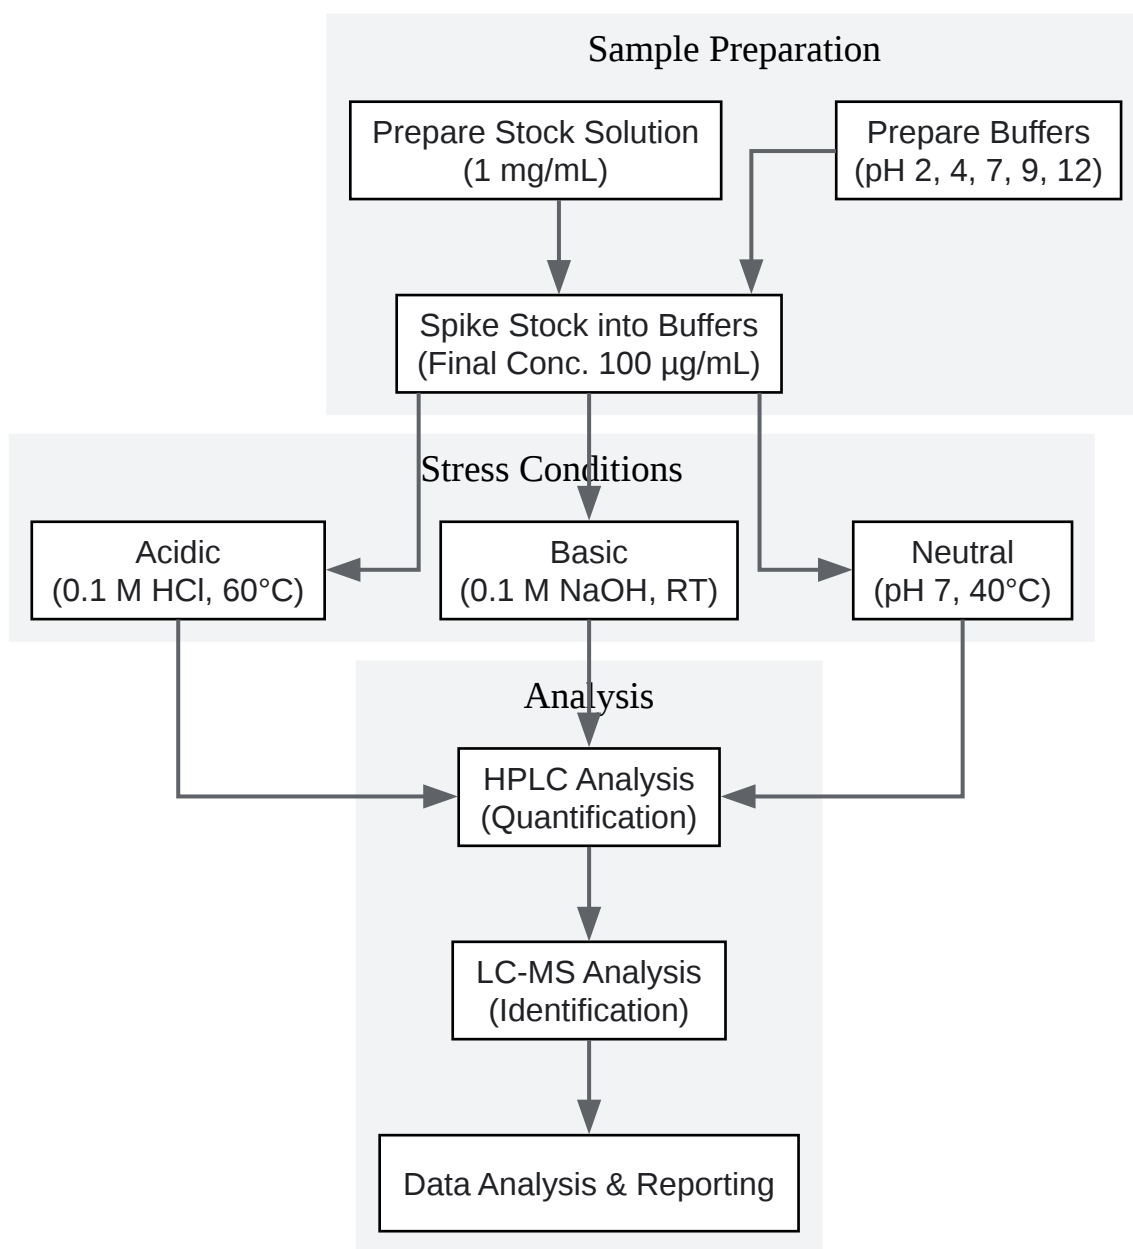 Sample Preparation
Prepare Stock Solution
(1 mg/mL)
Prepare Buffers
(pH 2, 4, 7, 9, 12)
Spike Stock into Buffers
(Final Conc. 100 µg/mL)
Stress Conditions
Acidic
(0.1 M HCl, 60°C)
Basic
(0.1 M NaOH, RT)
Neutral
(pH 7, 40°C)
Analysis
HPLC Analysis
(Quantification)
LC-MS Analysis
(Identification)
Data Analysis & Reporting